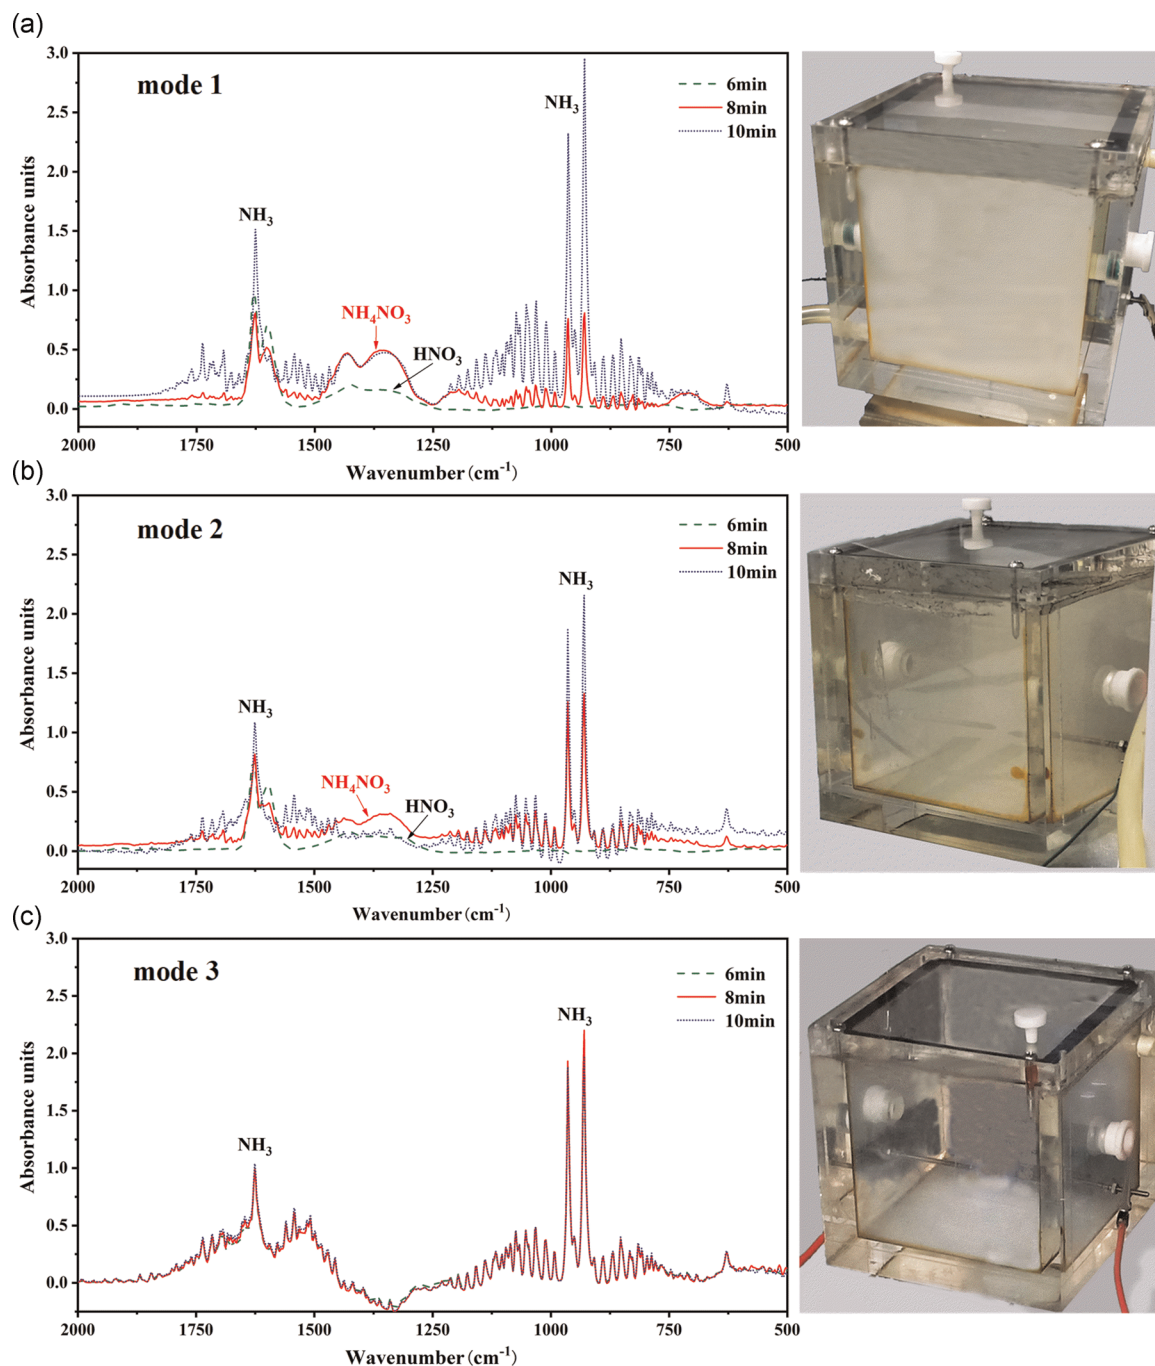 (a)
mode 1
6min
8min
10min
NH3
NH3
NH4NO3
HNO3
Absorbance units
3.0
2.5
2.0
1.5
1.0
0.5
0.0
2000 1750 1500 1250 1000 750 500
Wavenumber(cm-1)
(b)
mode 2
6min
8min
10min
NH3
NH3
NH4NO3
HNO3
Absorbance units
3.0
2.5
2.0
1.5
1.0
0.5
0.0
2000 1750 1500 1250 1000 750 500
Wavenumber(cm-1)
(c)
mode 3
6min
8min
10min
NH3
NH3
Absorbance units
3.0
2.5
2.0
1.5
1.0
0.5
0.0
2000 1750 1500 1250 1000 750 500
Wavenumber(cm-1)